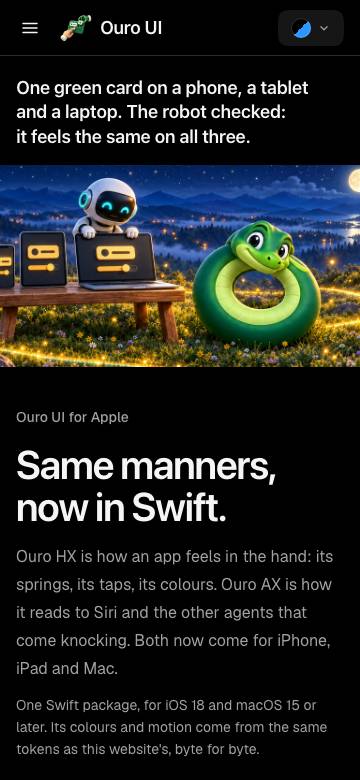 Ouro UI
One green card on a phone, a tablet
and a laptop. The robot checked:
it feels the same on all three.
Ouro UI for Apple
Same manners,
now in Swift.
Ouro HX is how an app feels in the hand: its
springs, its taps, its colours. Ouro AX is how
it reads to Siri and the other agents that
come knocking. Both now come for iPhone,
iPad and Mac.
One Swift package, for iOS 18 and macOS 15 or
later. Its colours and motion come from the same
tokens as this website's, byte for byte.